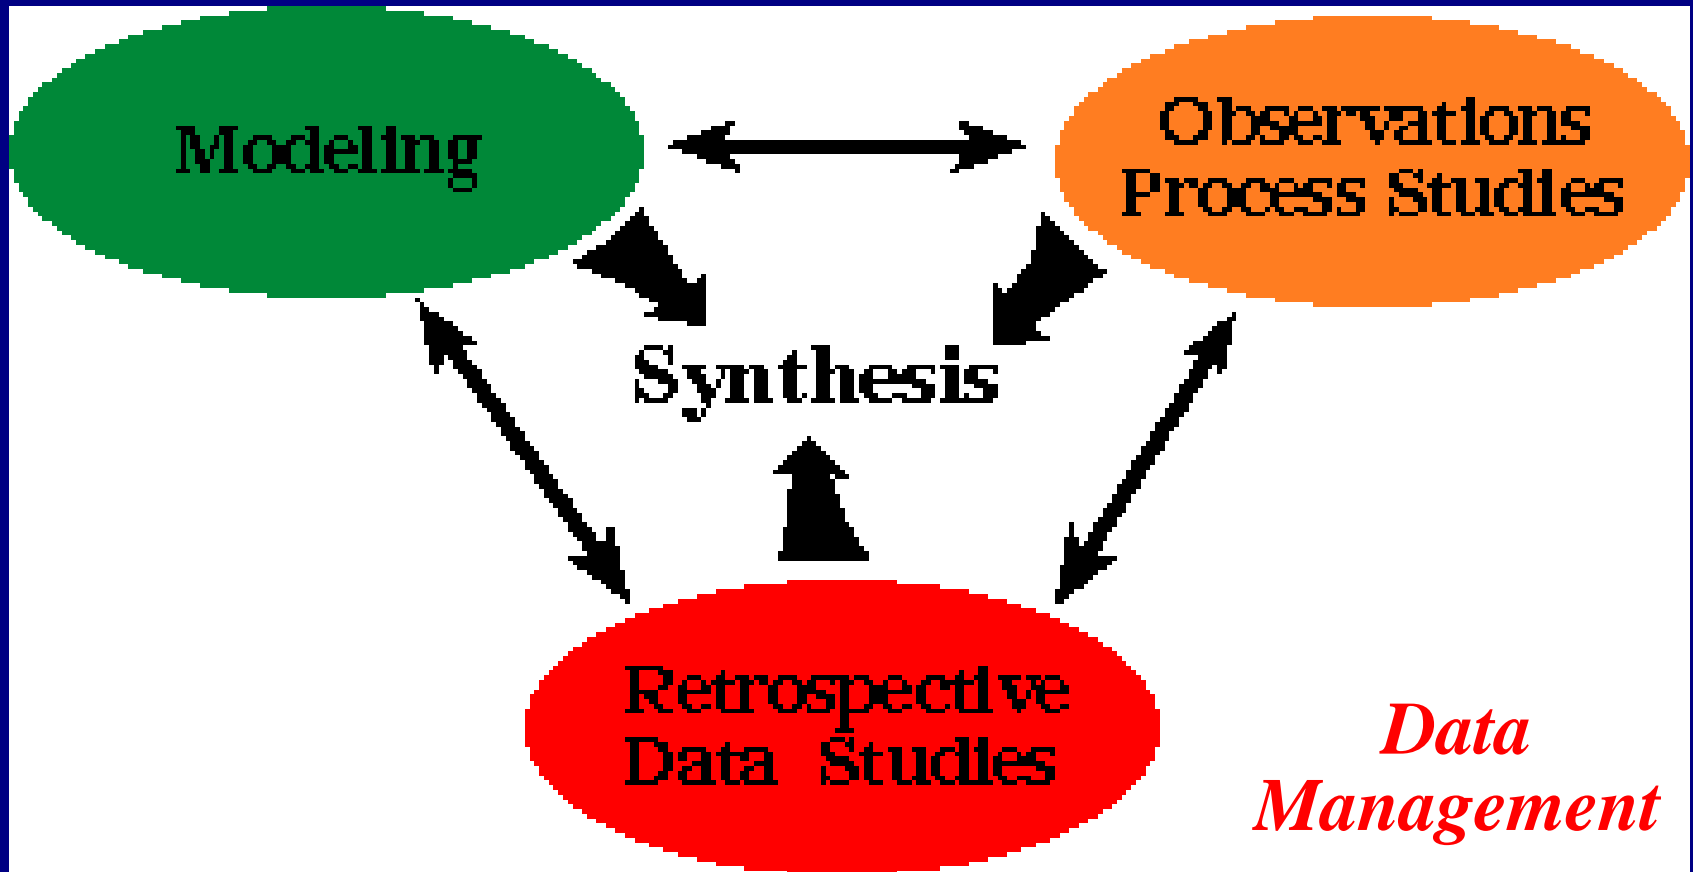 Modeling
Observations
Process Studies
Synthesis
Retrospective
Data Studies
Data
Management